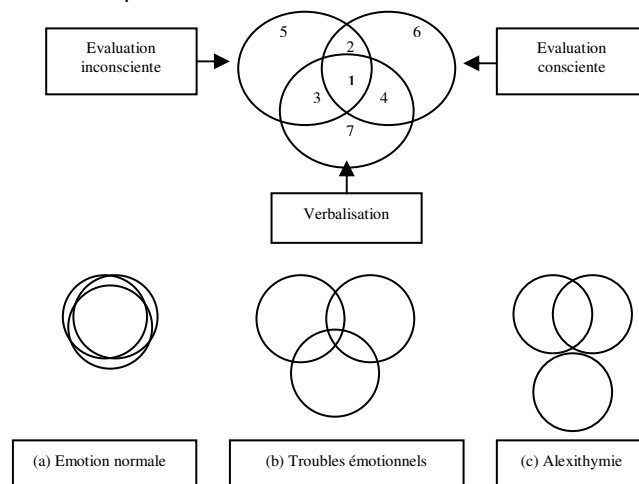 5
6
Evaluation
inconsciente
2
Evaluation
consciente
1
3
4
7
Verbalisation
(a) Emotion normale
(b) Troubles émotionnels
(c) Alexithymie